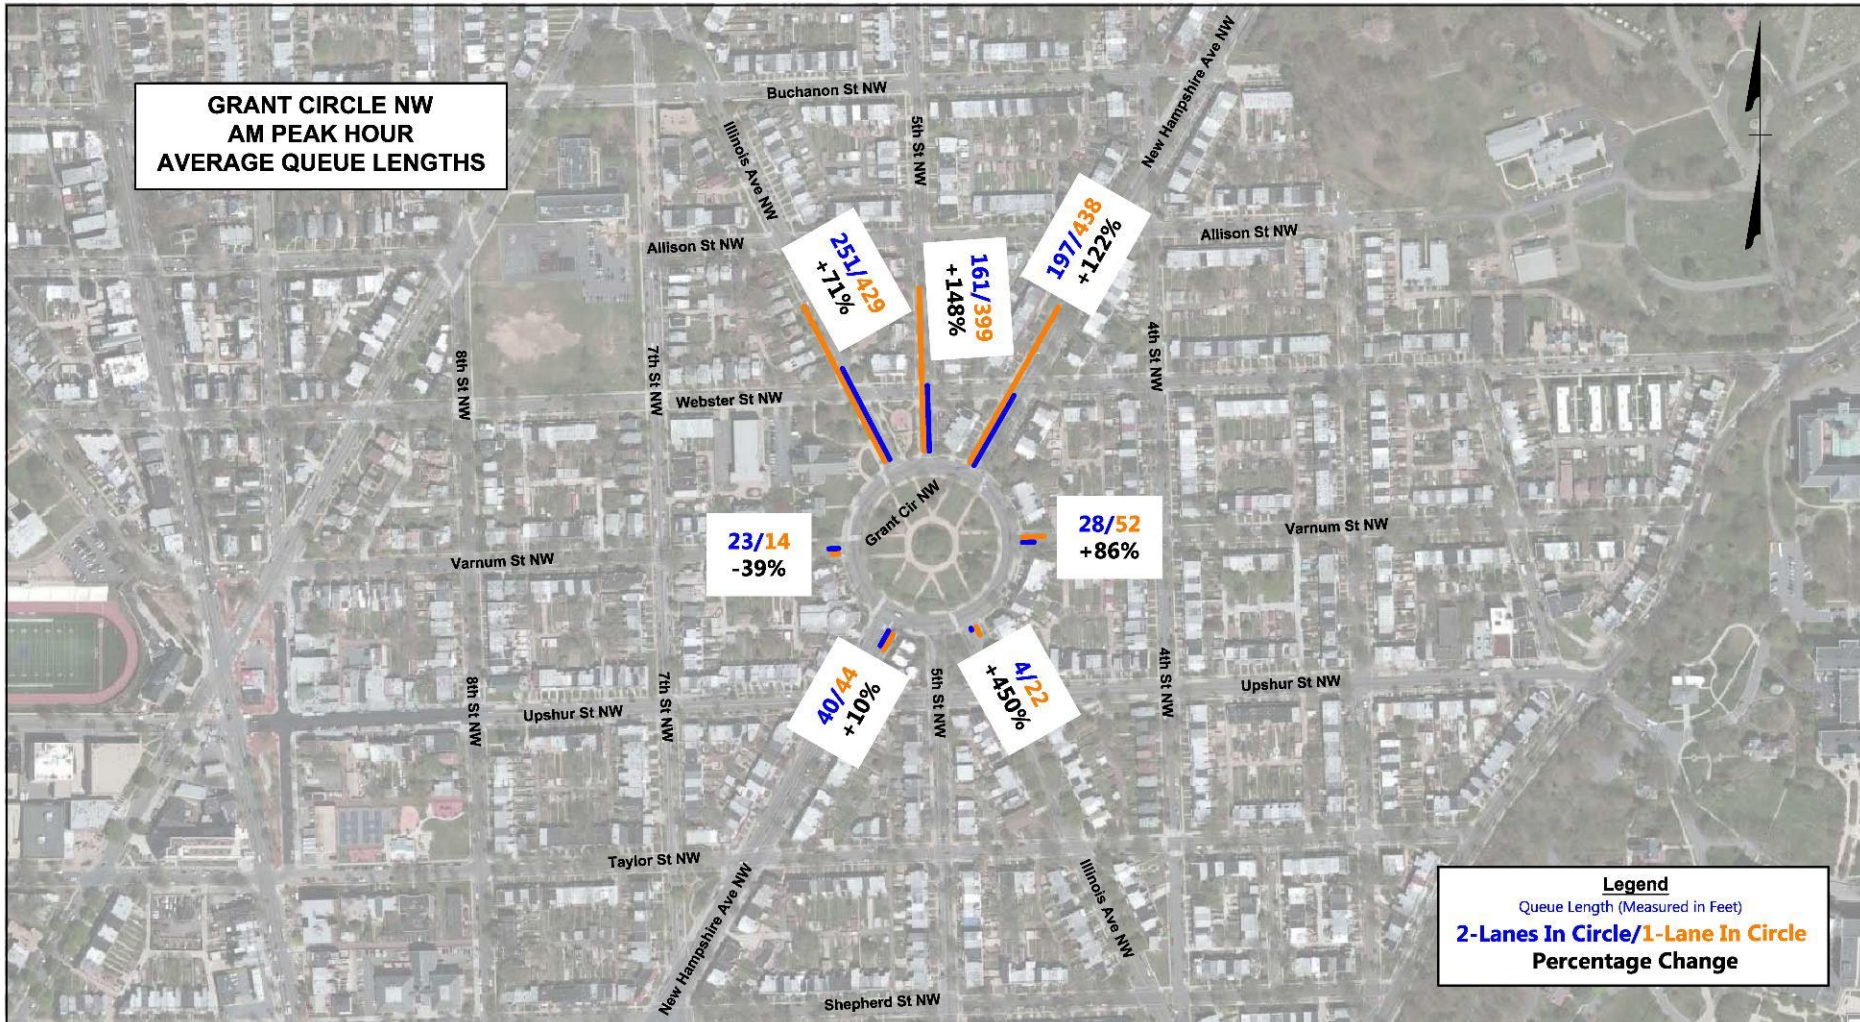 GRANT CIRCLE NW
AM PEAK HOUR
AVERAGE QUEUE LENGTHS
Buchanon St NW
Illinois Ave NW
5th St NW
New Hampshire Ave NW
Allison St NW
Allison St NW
251/429
+71%
161/399
+148%
197/438
+122%
8th St NW
7th St NW
4th St NW
Webster St NW
Grant Cir NW
23/14
-39%
28/52
+86%
Varnum St NW
Varnum St NW
40/44
+10%
4/22
+450%
8th St NW
7th St NW
5th St NW
4th St NW
Upshur St NW
Upshur St NW
Taylor St NW
New Hampshire Ave NW
Illinois Ave NW
Shepherd St NW
Legend
Queue Length (Measured in Feet)
2-Lanes In Circle/1-Lane In Circle
Percentage Change